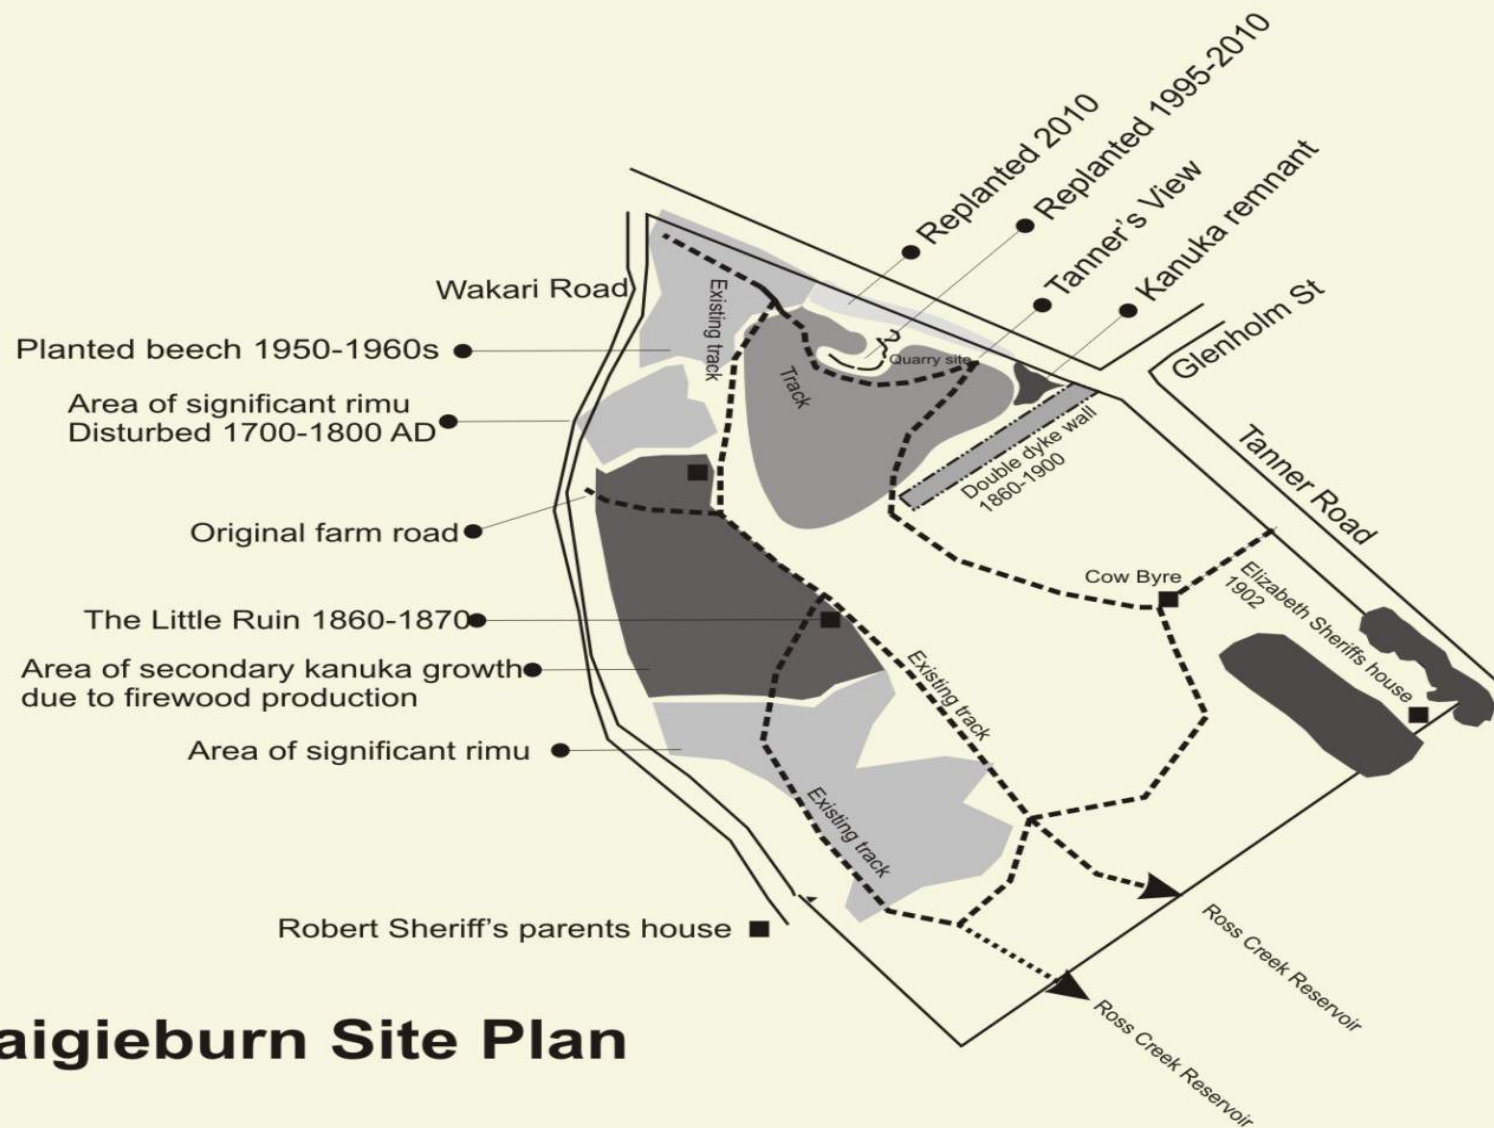 Replanted 2010
Replanted 1995-2010
Tanner's View
Kanuka remnant
Glenholm St
Tanner Road
Wakari Road
Planted beech 1950-1960s
Area of significant rimu
Disturbed 1700-1800 AD
Original farm road
The Little Ruin 1860-1870
Area of secondary kanuka growth
due to firewood production
Area of significant rimu
Robert Sheriff's parents house
Existing track
Track
Quarry site
Double dyke wall
1860-1900
Cow Byre
Elizabeth Sheriffs house
1902
Existing track
Existing track
Ross Creek Reservoir
Ross Creek Reservoir
aigieburn Site Plan